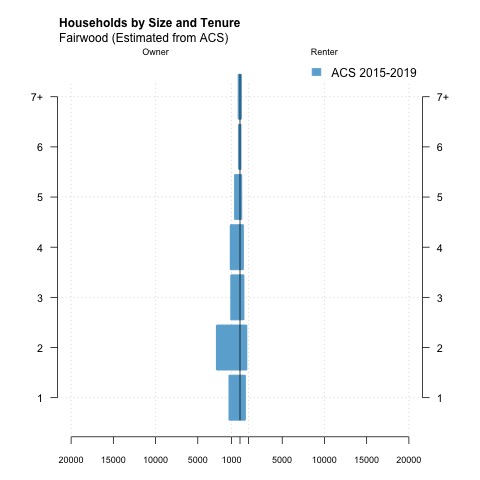 Households by Size and Tenure
Fairwood (Estimated from ACS)
Owner Renter
ACS 2015-2019
7+ 7+
6 6
5 5
4 4
3 3
2 2
1 1
20000 15000 10000 5000 1000 5000 10000 15000 20000